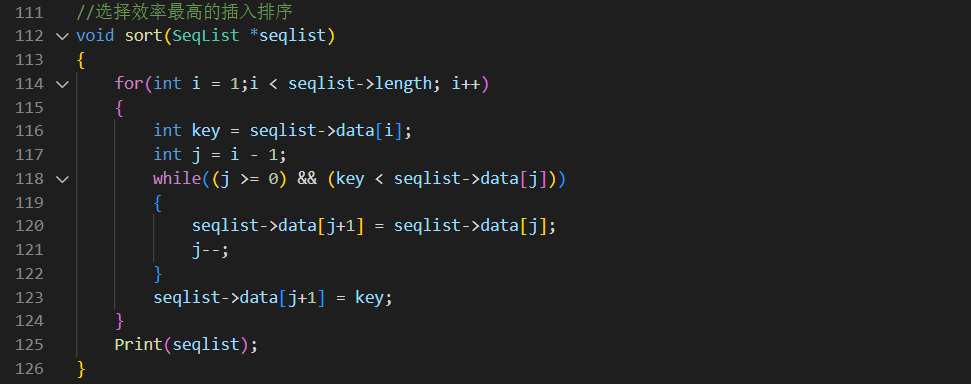 111 //选择效率最高的插入排序
112 void sort(SeqList *seqlist)
113 {
114 for(int i = 1;i < seqlist->length; i++)
115 {
116 int key = seqlist->data[i];
117 int j = i - 1;
118 while((j >= 0) && (key < seqlist->data[j]))
119 {
120 seqlist->data[j+1] = seqlist->data[j];
121 j--;
122 }
123 seqlist->data[j+1] = key;
124 }
125 Print(seqlist);
126 }